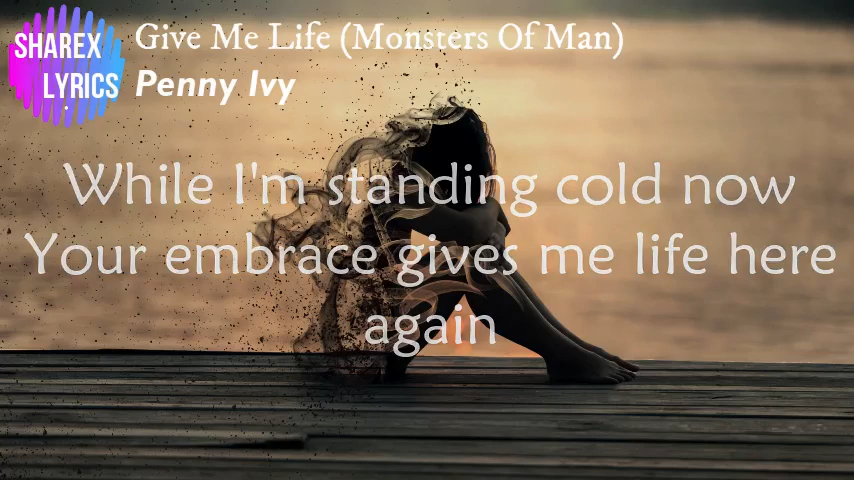 SHAREX
LYRICS
Give Me Life (Monsters Of Man)
Penny Ivy
While I'm standing cold now
Your embrace gives me life here
again